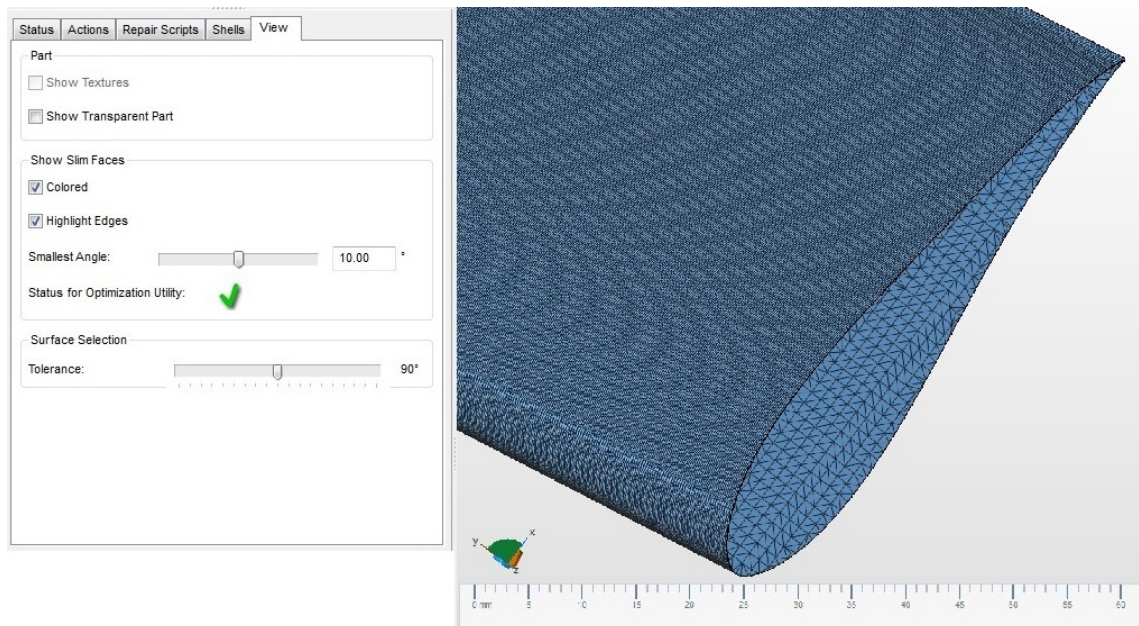 Status Actions Repair Scripts Shells View
Part
Show Textures
Show Transparent Part
Show Slim Faces
Colored
Highlight Edges
Smallest Angle: 10.00 °
Status for Optimization Utility:
Surface Selection
Tolerance: 90°
y x
z
0 mm 5 10 15 20 25 30 35 40 45 50 55 60